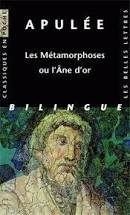 APULÉE
Les Métamorphoses
ou l'Âne d'or
CLASSIQUES EN POCHE
LES BELLES LETTRES
BILINGUE